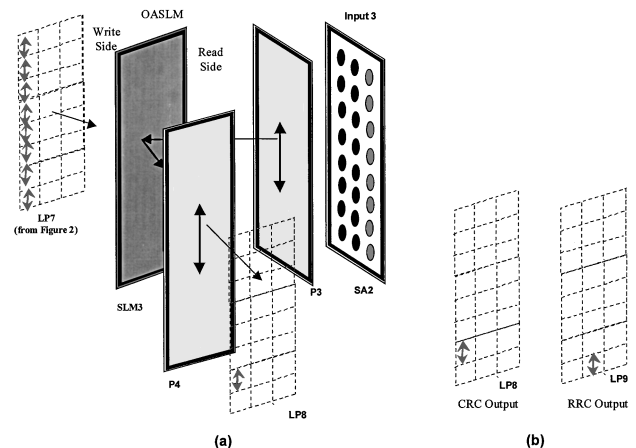 OASLM
Input 3
Write
Side
Read
Side
LP7
(from Figure 2)
SLM3
P3
SA2
P4
LP8
LP8
CRC Output
LP9
RRC Output
(a)
(b)